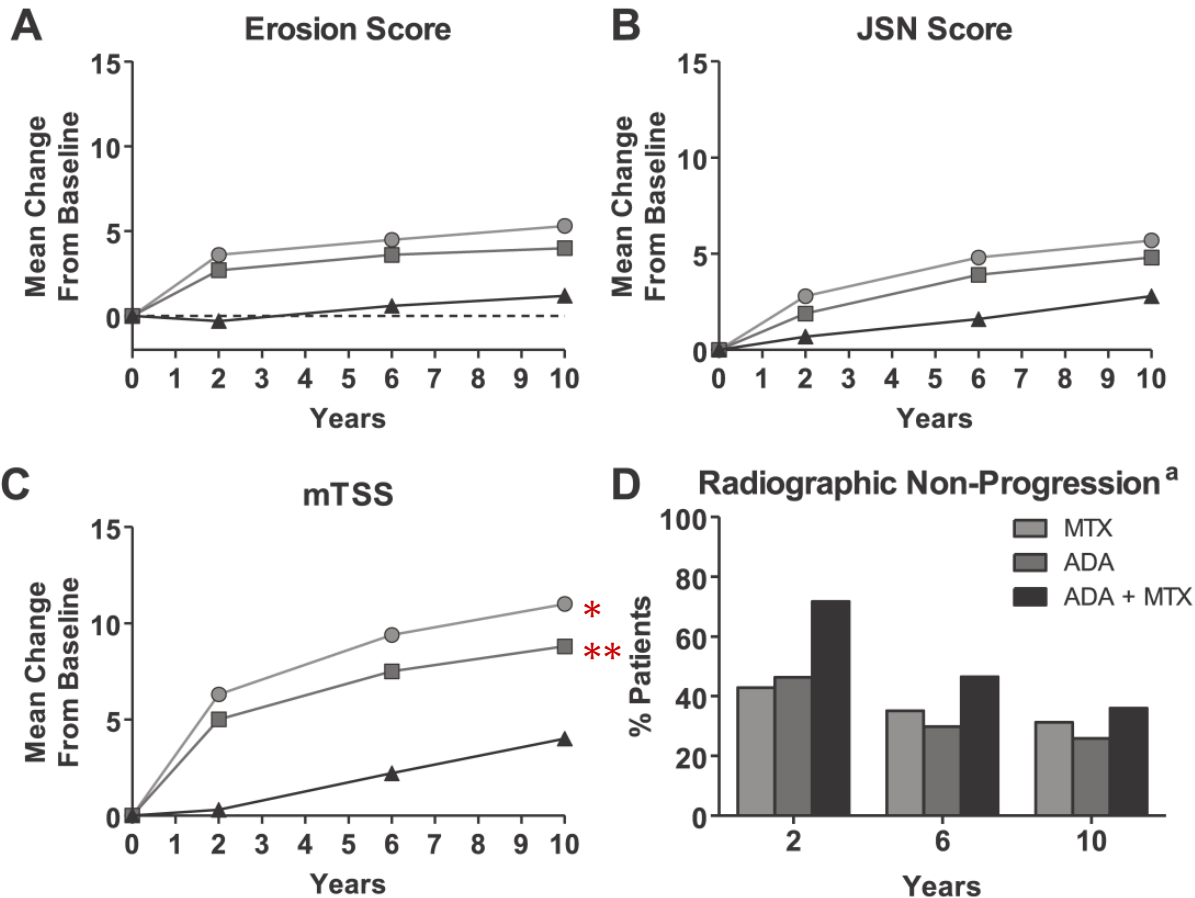 A
Erosion Score
Mean Change
From Baseline
15
10
5
0
0 1 2 3 4 5 6 7 8 9 10
Years
B
JSN Score
Mean Change
From Baseline
15
10
5
0
0 1 2 3 4 5 6 7 8 9 10
Years
C
mTSS
Mean Change
From Baseline
15
10
5
0
*
**
0 1 2 3 4 5 6 7 8 9 10
Years
D
Radiographic Non-Progression a
% Patients
100
80
60
40
20
0
MTX
ADA
ADA + MTX
2 6 10
Years